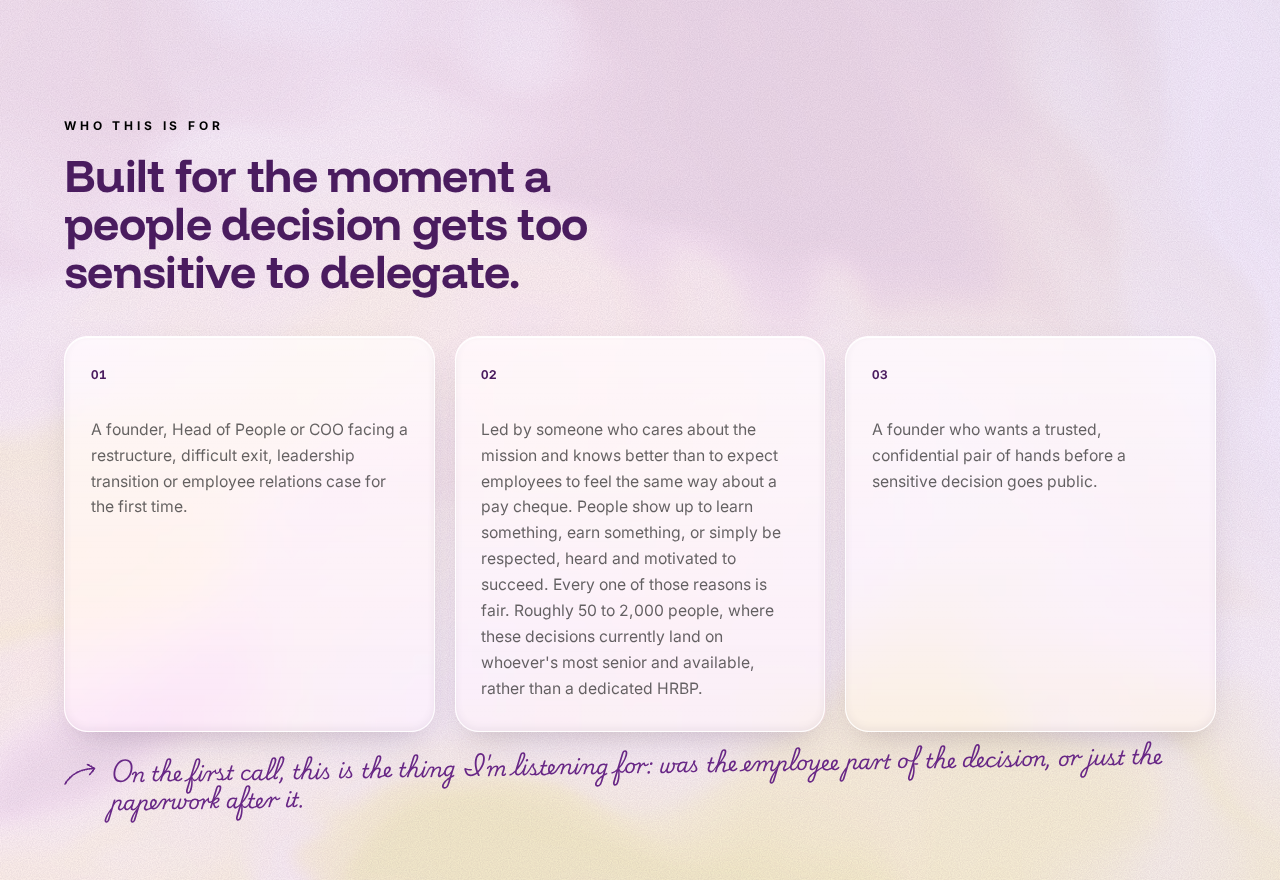 WHO THIS IS FOR
Built for the moment a
people decision gets too
sensitive to delegate.
01
A founder, Head of People or COO facing a
restructure, difficult exit, leadership
transition or employee relations case for
the first time.
02
Led by someone who cares about the
mission and knows better than to expect
employees to feel the same way about a
pay cheque. People show up to learn
something, earn something, or simply be
respected, heard and motivated to
succeed. Every one of those reasons is
fair. Roughly 50 to 2,000 people, where
these decisions currently land on
whoever's most senior and available,
rather than a dedicated HRBP.
03
A founder who wants a trusted,
confidential pair of hands before a
sensitive decision goes public.
On the first call, this is the thing I'm listening for: was the employee part of the decision, or just the
paperwork after it.